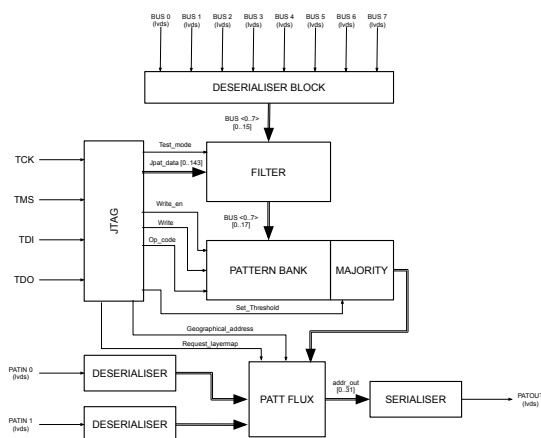 BUS 0 BUS 1 BUS 2 BUS 3 BUS 4 BUS 5 BUS 6 BUS 7
(lvds) (lvds) (lvds) (lvds) (lvds) (lvds) (lvds) (lvds)
DESERIALISER BLOCK
BUS <0..7>
[0..15]
Test_mode
Jpat_data [0..143]
TCK
TMS
TDI
TDO
JTAG
FILTER
BUS <0..7>
[0..17]
Write_en
Write
Op_code
PATTERN BANK
MAJORITY
Set_Threshold
Geographical_address
Request_layermap
PATIN 0
(lvds)
DESERIALISER
PATIN 1
(lvds)
DESERIALISER
PATT FLUX
addr_out
[0..31]
SERIALISER
PATOUT
(lvds)